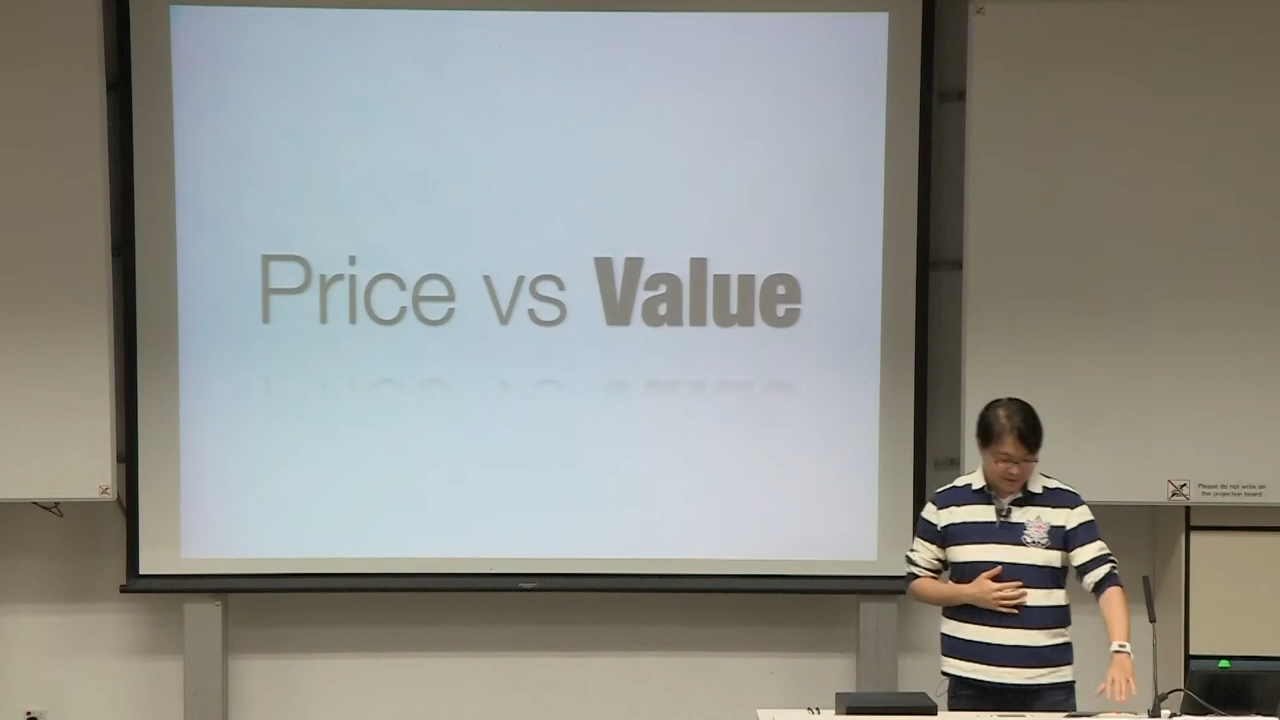 Price vs Value
Please do not write on
the projection board